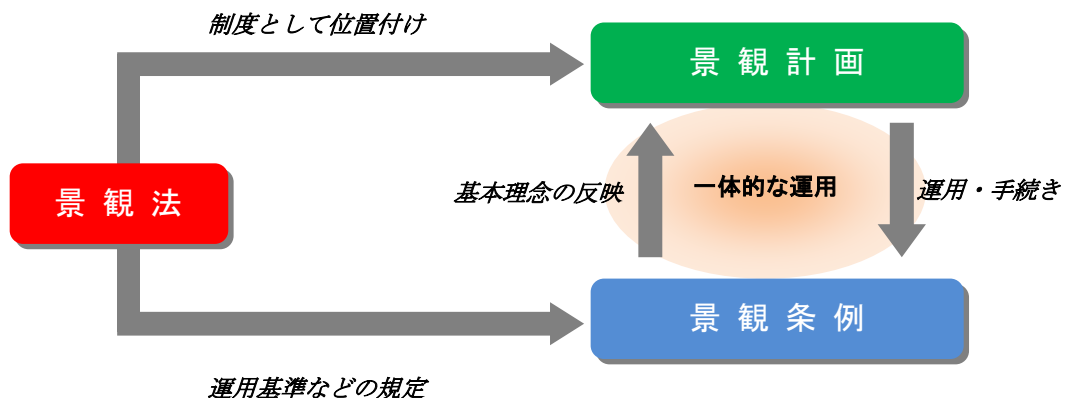 制度として位置付け
景観計画
景観法
基本理念の反映
一体的な運用
運用・手続き
景観条例
運用基準などの規定